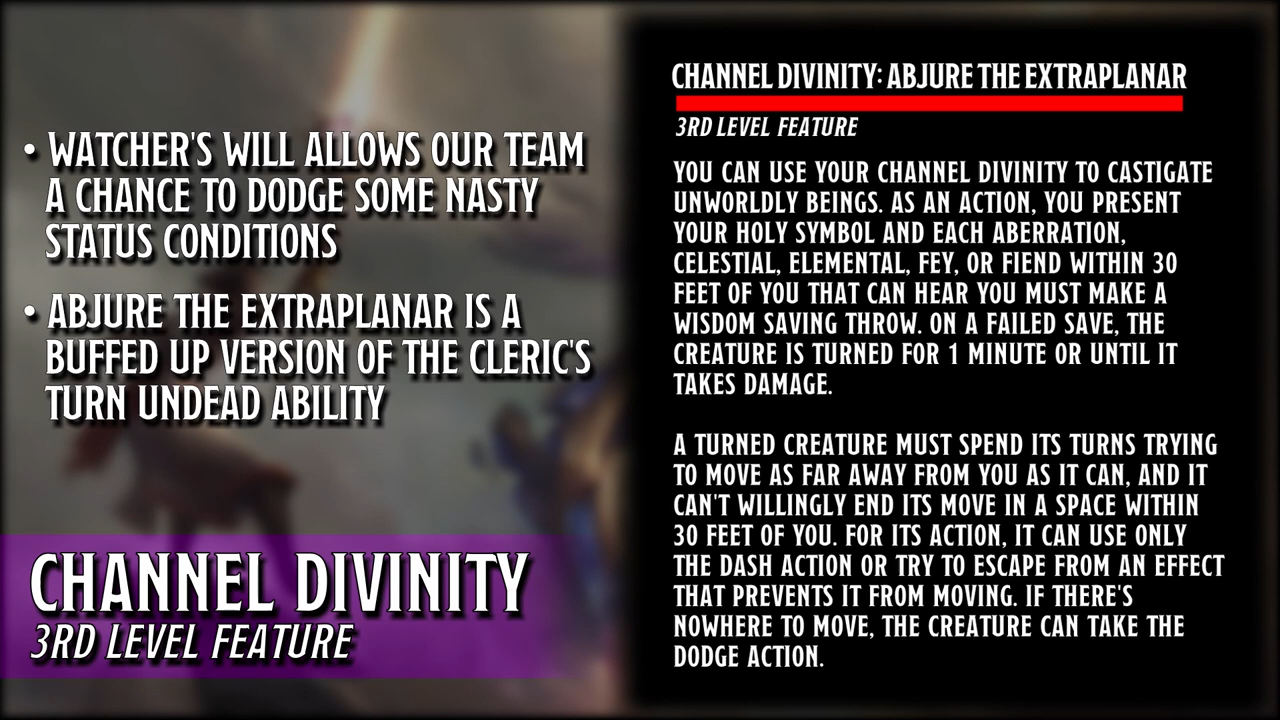 • WATCHER'S WILL ALLOWS OUR TEAM
A CHANCE TO DODGE SOME NASTY
STATUS CONDITIONS
• ABJURE THE EXTRAPLANAR IS A
BUFFED UP VERSION OF THE CLERIC'S
TURN UNDEAD ABILITY
CHANNEL DIVINITY
3RD LEVEL FEATURE
CHANNEL DIVINITY: ABJURE THE EXTRAPLANAR
3RD LEVEL FEATURE
YOU CAN USE YOUR CHANNEL DIVINITY TO CASTIGATE
UNWORLDLY BEINGS. AS AN ACTION, YOU PRESENT
YOUR HOLY SYMBOL AND EACH ABERRATION,
CELESTIAL, ELEMENTAL, FEY, OR FIEND WITHIN 30
FEET OF YOU THAT CAN HEAR YOU MUST MAKE A
WISDOM SAVING THROW. ON A FAILED SAVE, THE
CREATURE IS TURNED FOR 1 MINUTE OR UNTIL IT
TAKES DAMAGE.
A TURNED CREATURE MUST SPEND ITS TURNS TRYING
TO MOVE AS FAR AWAY FROM YOU AS IT CAN, AND IT
CAN'T WILLINGLY END ITS MOVE IN A SPACE WITHIN
30 FEET OF YOU. FOR ITS ACTION, IT CAN USE ONLY
THE DASH ACTION OR TRY TO ESCAPE FROM AN EFFECT
THAT PREVENTS IT FROM MOVING. IF THERE'S
NOWHERE TO MOVE, THE CREATURE CAN TAKE THE
DODGE ACTION.